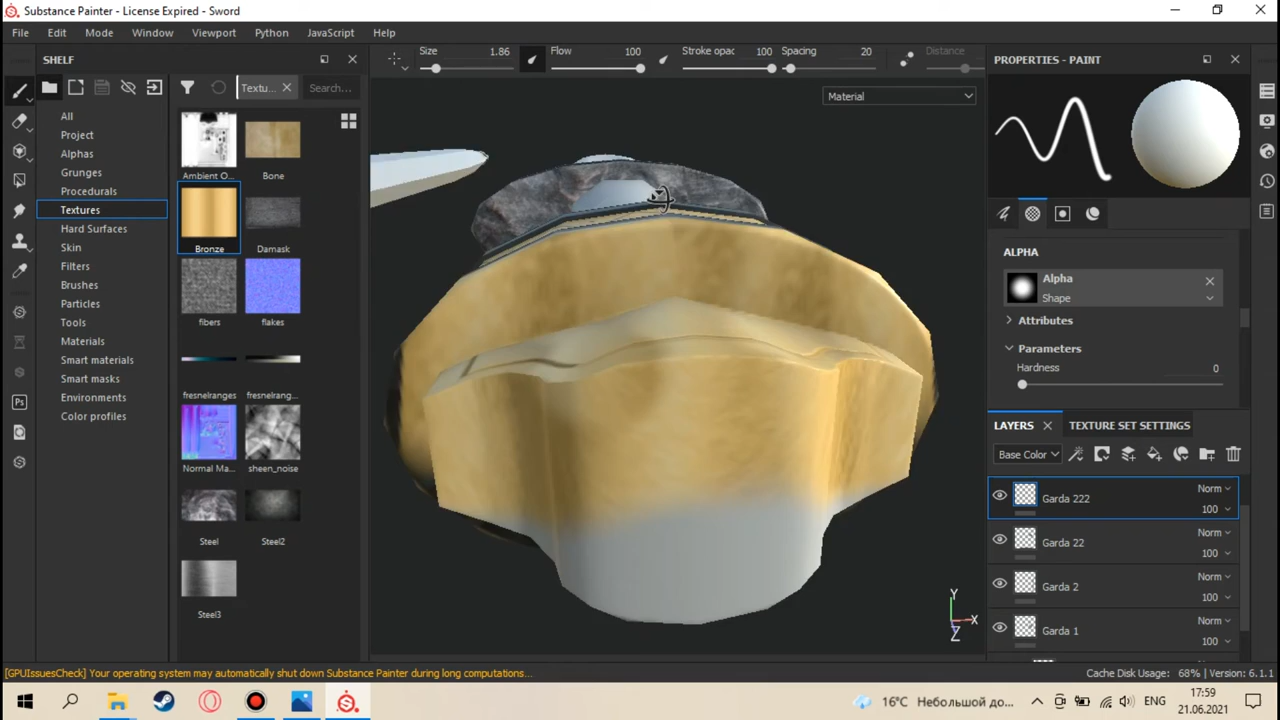 Substance Painter - License Expired - Sword
File Edit Mode Window Viewport Python JavaScript Help
SHELF
Size 1.86 Flow 100 Stroke opac 100 Spacing 20 Distance
PROPERTIES - PAINT
Textu... Search...
Material
All
Project
Alphas
Grunges
Procedurals
Textures
Hard Surfaces
Skin
Filters
Brushes
Particles
Tools
Materials
Smart materials
Smart masks
Environments
Color profiles
Ambient O... Bone
Bronze Damask
fibers flakes
fresnelranges fresnelrang...
Normal Ma... sheen_noise
Steel Steel2
Steel3
ALPHA
Alpha
Shape
Attributes
Parameters
Hardness 0
LAYERS TEXTURE SET SETTINGS
Base Color
Garda 222 Norm 100
Garda 22 Norm 100
Garda 2 Norm 100
Garda 1 Norm 100
Y
X
Z
Ps
[GPUIssuesCheck] Your operating system may automatically shut down Substance Painter during long computations...
Cache Disk Usage: 68% | Version: 6.1.1
16°C Небольшой до... ENG 17:59
21.06.2021